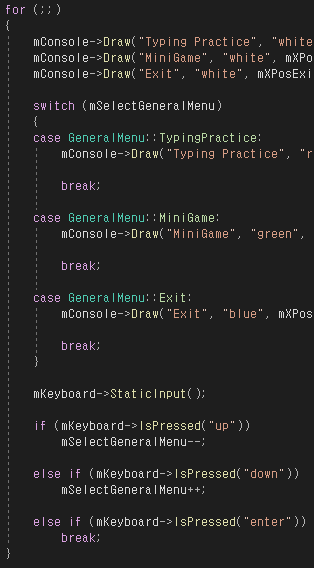 for (;;)
{
mConsole->Draw("Typing Practice", "white
mConsole->Draw("MiniGame", "white", mXPo
mConsole->Draw("Exit", "white", mXPosExi
switch (mSelectGeneralMenu)
{
case GeneralMenu::TypingPractice:
mConsole->Draw("Typing Practice", "r
break;
case GeneralMenu::MiniGame:
mConsole->Draw("MiniGame", "green",
break;
case GeneralMenu::Exit:
mConsole->Draw("Exit", "blue", mXPos
break;
}
mKeyboard->StaticInput();
if (mKeyboard->IsPressed("up"))
mSelectGeneralMenu--;
else if (mKeyboard->IsPressed("down"))
mSelectGeneralMenu++;
else if (mKeyboard->IsPressed("enter"))
break;
}